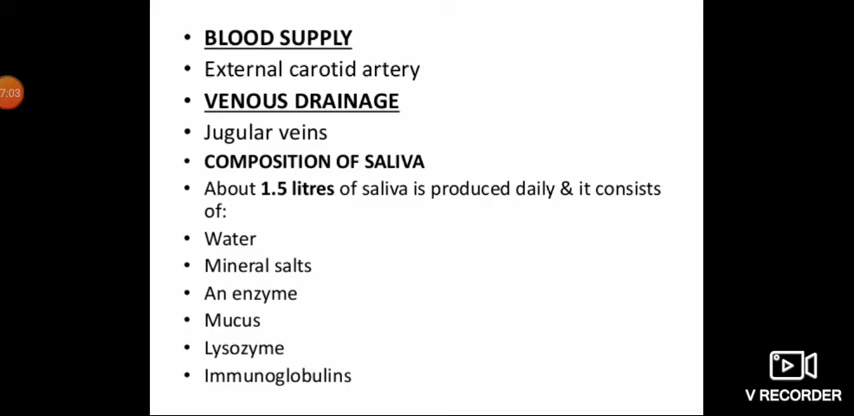 • BLOOD SUPPLY
• External carotid artery
7:03
• VENOUS DRAINAGE
• Jugular veins
• COMPOSITION OF SALIVA
• About 1.5 litres of saliva is produced daily & it consists
of:
• Water
• Mineral salts
• An enzyme
• Mucus
• Lysozyme
• Immunoglobulins
V RECORDER